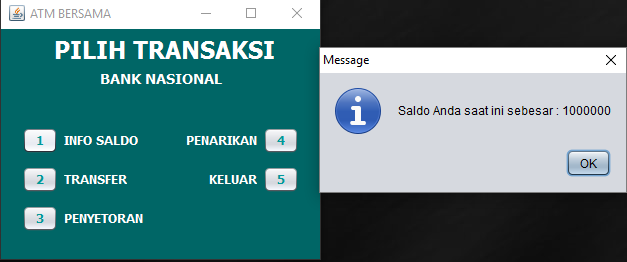 ATM BERSAMA
PILIH TRANSAKSI
BANK NASIONAL
1 INFO SALDO
PENARIKAN 4
2 TRANSFER
KELUAR 5
3 PENYETORAN
Message
Saldo Anda saat ini sebesar : 1000000
OK